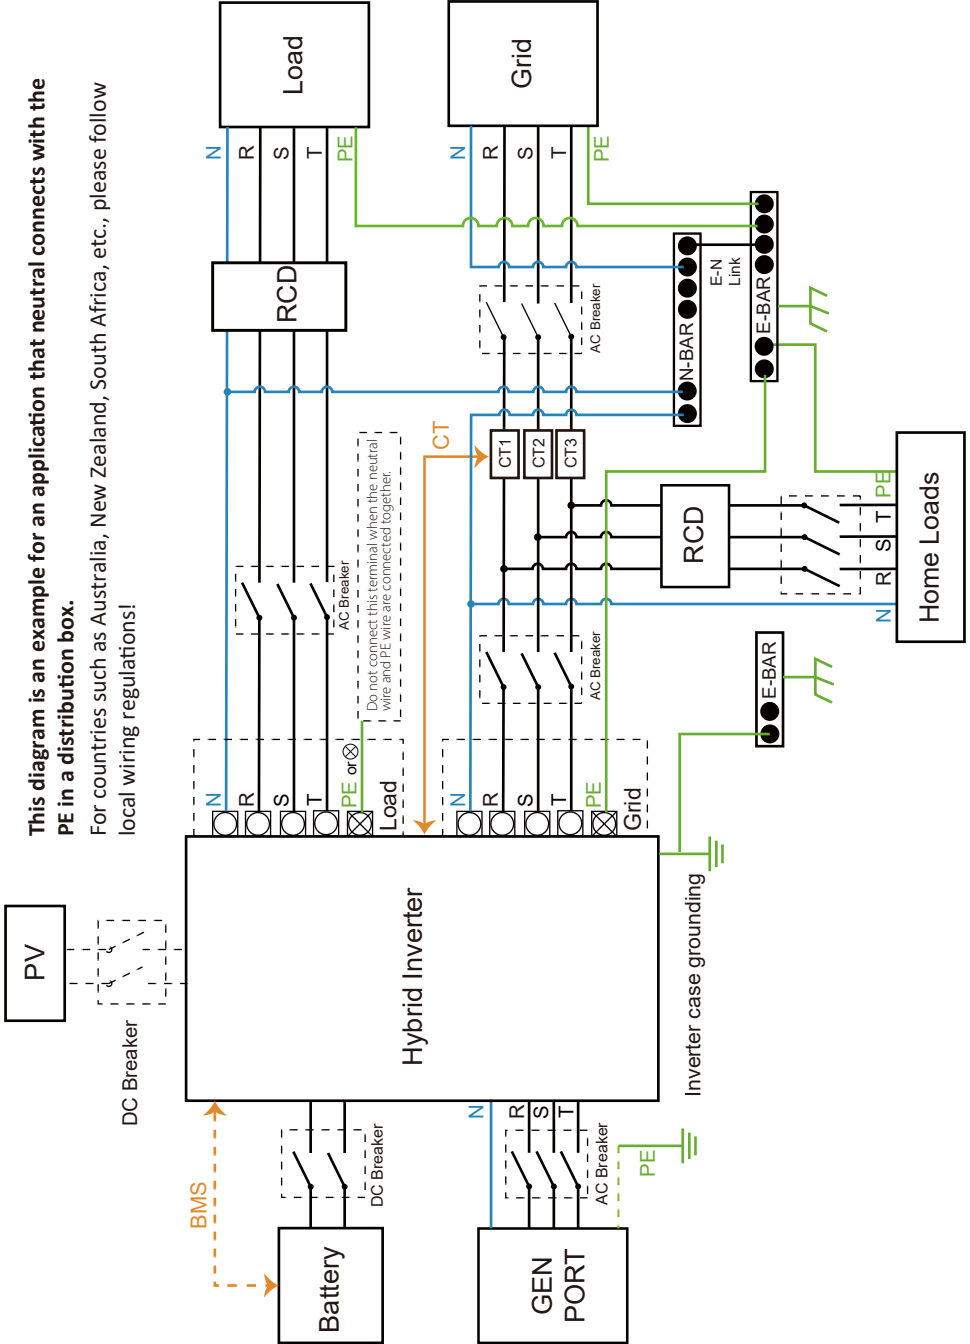 This diagram is an example for an application that neutral connects with the
PE in a distribution box.
For countries such as Australia, New Zealand, South Africa, etc., please follow
local wiring regulations!
PV
DC Breaker
BMS
Battery
DC Breaker
GEN
PORT
N
R
S
T
AC Breaker
PE
Hybrid Inverter
Inverter case grounding
N
R
S
T
PE or
Load
Do not connect this terminal when the neutral
wire and PE wire are connected together.
AC Breaker
RCD
N
R
S
T
PE
Load
CT
N
R
S
T
PE
Grid
AC Breaker
CT1
CT2
CT3
AC Breaker
N
R
S
T
PE
Grid
N-BAR
E-N
Link
E-BAR
RCD
N
R
S
T
PE
Home Loads
E-BAR